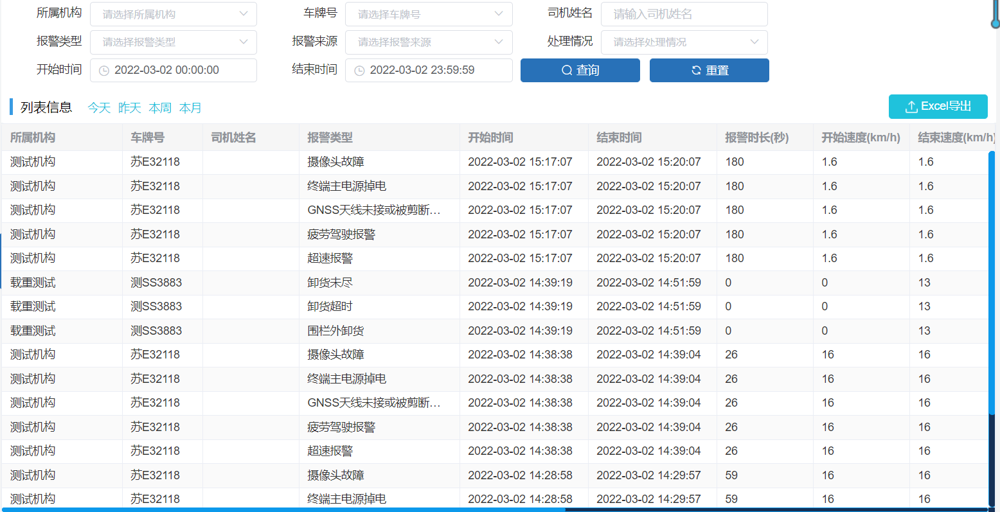 所属机构 请选择所属机构 车牌号 请选择车牌号 司机姓名 请输入司机姓名
报警类型 请选择报警类型 报警来源 请选择报警来源 处理情况 请选择处理情况
开始时间 2022-03-02 00:00:00 结束时间 2022-03-02 23:59:59 查询 重置
列表信息 今天 昨天 本周 本月 Excel导出
所属机构 车牌号 司机姓名 报警类型 开始时间 结束时间 报警时长(秒) 开始速度(km/h) 结束速度(km/h)
测试机构 苏E32118 摄像头故障 2022-03-02 15:17:07 2022-03-02 15:20:07 180 1.6 1.6
测试机构 苏E32118 终端主电源掉电 2022-03-02 15:17:07 2022-03-02 15:20:07 180 1.6 1.6
测试机构 苏E32118 GNSS天线未接或被剪断… 2022-03-02 15:17:07 2022-03-02 15:20:07 180 1.6 1.6
测试机构 苏E32118 疲劳驾驶报警 2022-03-02 15:17:07 2022-03-02 15:20:07 180 1.6 1.6
测试机构 苏E32118 超速报警 2022-03-02 15:17:07 2022-03-02 15:20:07 180 1.6 1.6
载重测试 测SS3883 卸货未尽 2022-03-02 14:39:19 2022-03-02 14:51:59 0 0 13
载重测试 测SS3883 卸货超时 2022-03-02 14:39:19 2022-03-02 14:51:59 0 0 13
载重测试 测SS3883 围栏外卸货 2022-03-02 14:39:19 2022-03-02 14:51:59 0 0 13
测试机构 苏E32118 摄像头故障 2022-03-02 14:38:38 2022-03-02 14:39:04 26 16 16
测试机构 苏E32118 终端主电源掉电 2022-03-02 14:38:38 2022-03-02 14:39:04 26 16 16
测试机构 苏E32118 GNSS天线未接或被剪断… 2022-03-02 14:38:38 2022-03-02 14:39:04 26 16 16
测试机构 苏E32118 疲劳驾驶报警 2022-03-02 14:38:38 2022-03-02 14:39:04 26 16 16
测试机构 苏E32118 超速报警 2022-03-02 14:38:38 2022-03-02 14:39:04 26 16 16
测试机构 苏E32118 摄像头故障 2022-03-02 14:28:58 2022-03-02 14:29:57 59 16 16
测试机构 苏E32118 终端主电源掉电 2022-03-02 14:28:58 2022-03-02 14:29:57 59 16 16